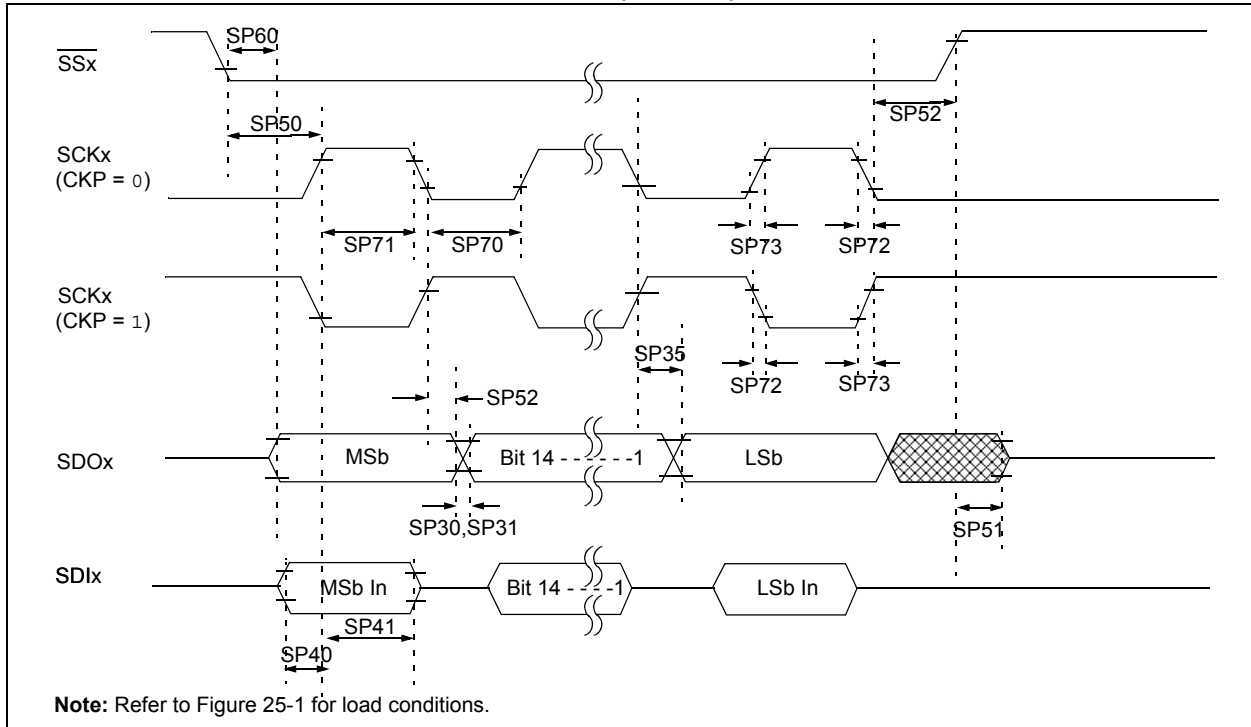 SP60
SSx
SP50
SP52
SCKx
(CKP = 0)
SP71
SP70
SP73
SP72
SCKx
(CKP = 1)
SP35
SP72
SP73
SP52
SDOx
MSb
Bit 14 - - - - - -1
LSb
SP30,SP31
SP51
SDIx
MSb In
Bit 14 - - - -1
LSb In
SP41
SP40
Note: Refer to Figure 25-1 for load conditions.